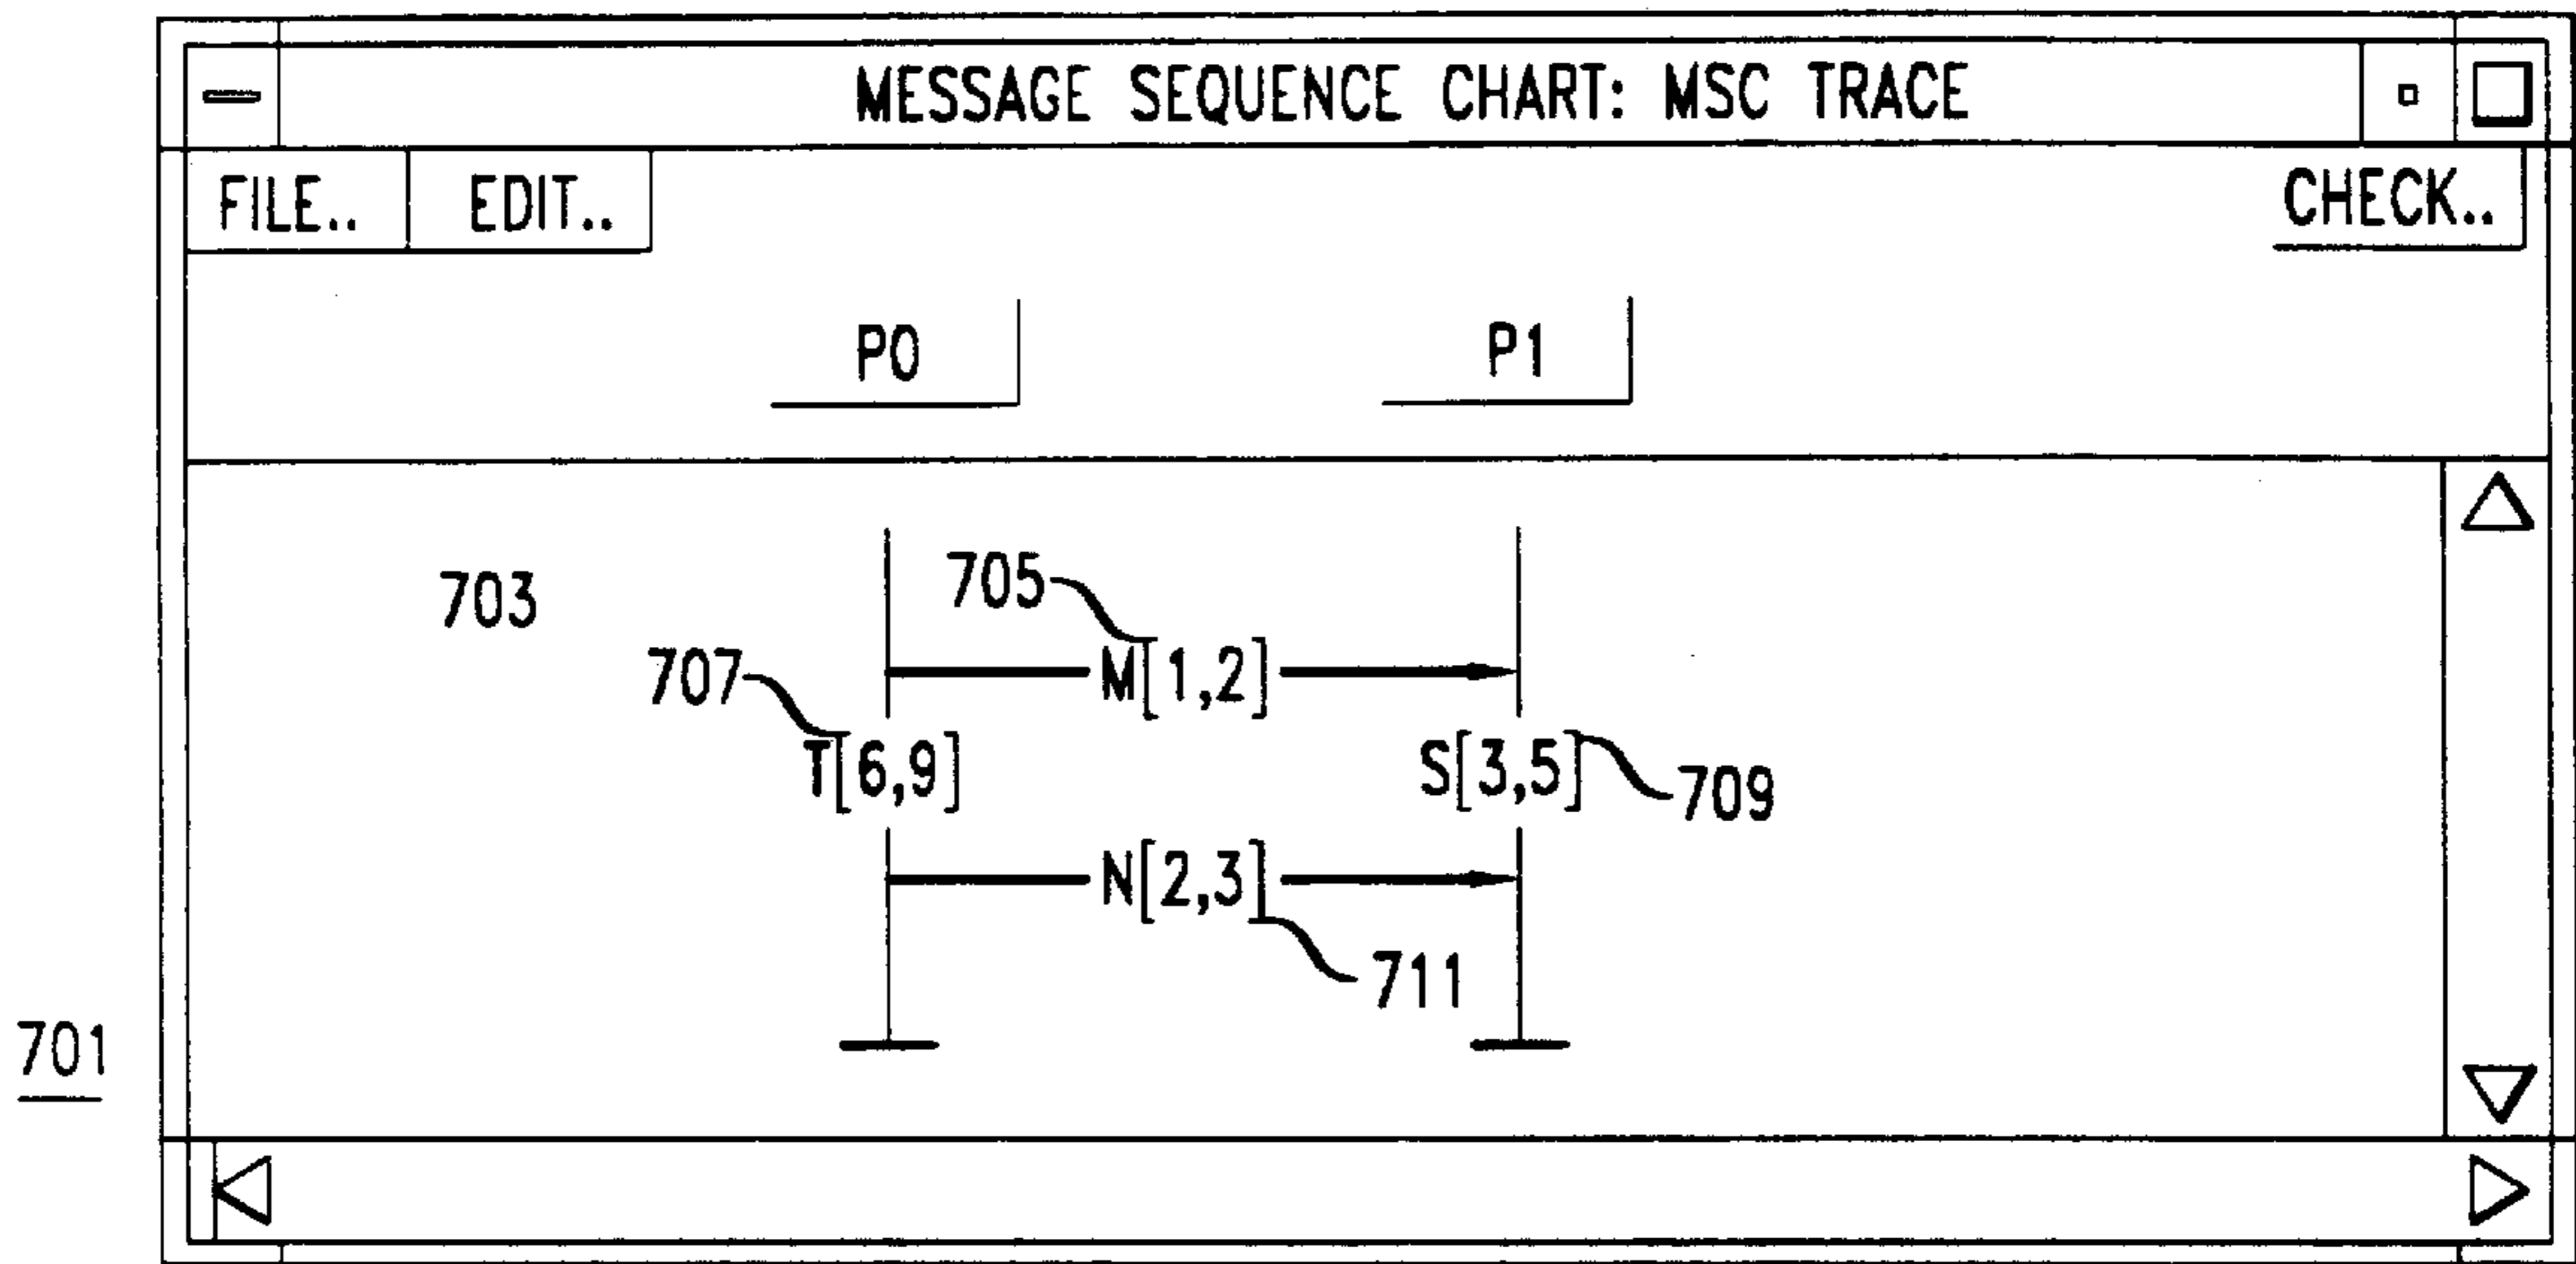 MESSAGE SEQUENCE CHART: MSC TRACE
FILE.. EDIT.. CHECK..
P0 P1
703 705
M[1,2]
707
T[6,9] S[3,5] 709
N[2,3]
711
701